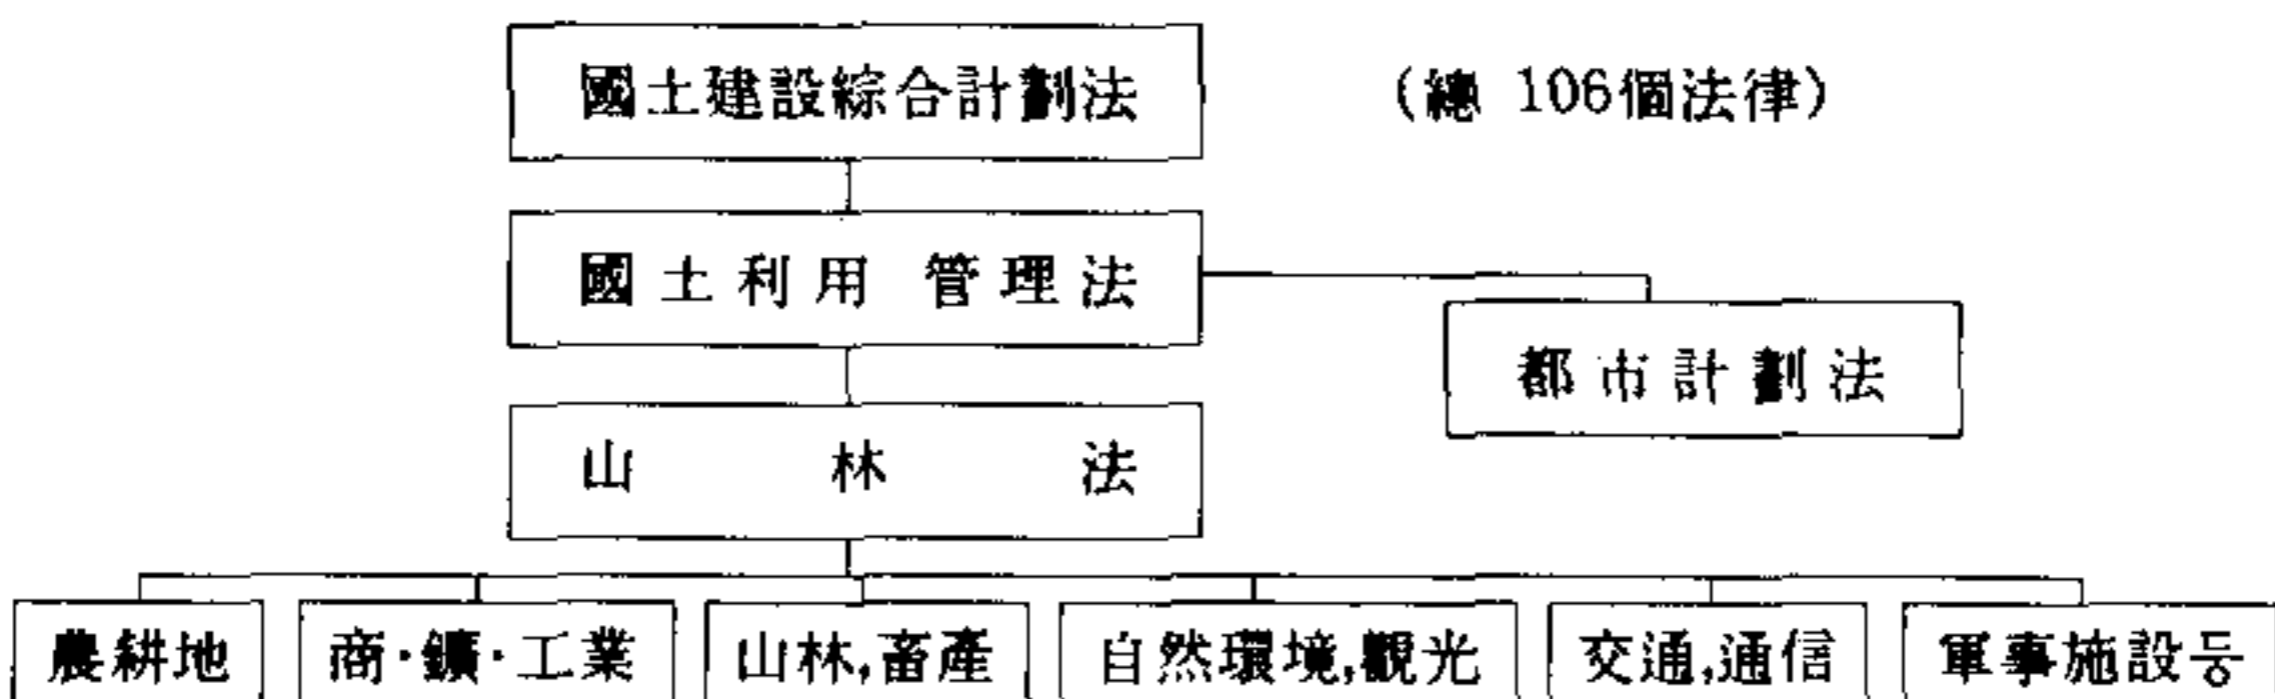 國土建設綜合計劃法 (總 106個法律)
國土利用 管理法
都市計劃法
山林法
農耕地 商·鑛·工業 山林,畜産 自然環境,觀光 交通,通信 軍事施設등